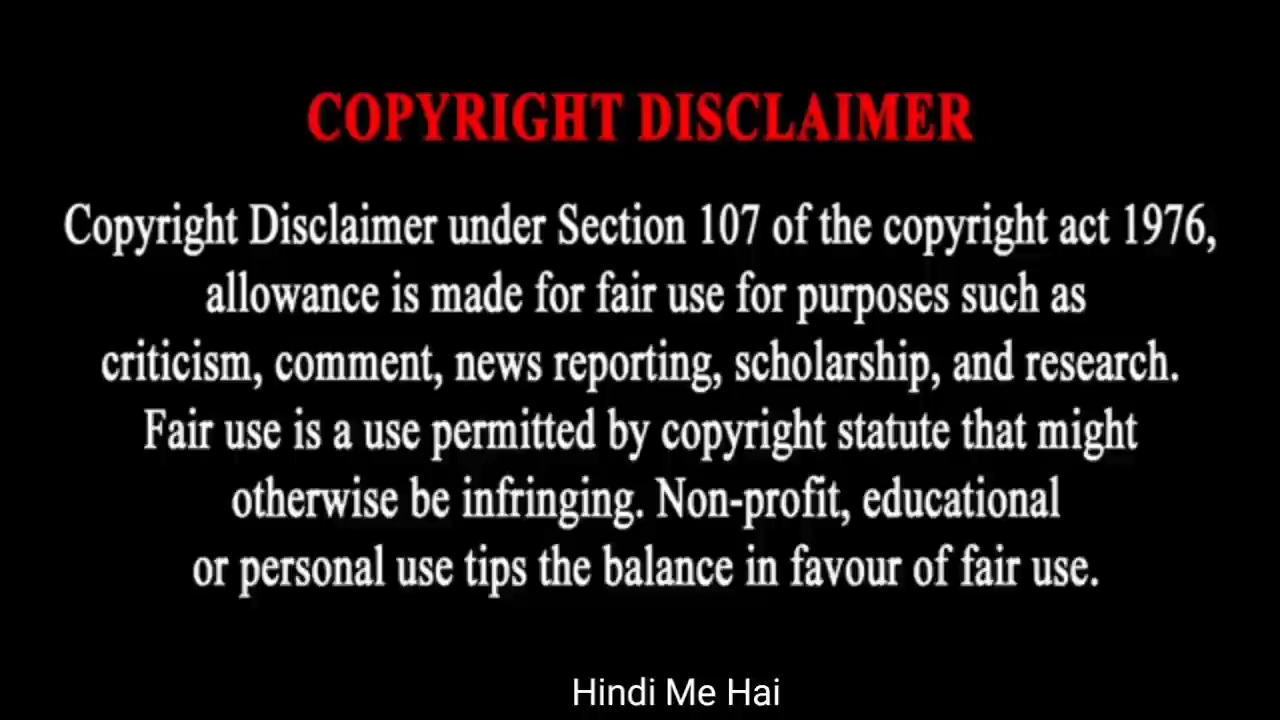 COPYRIGHT DISCLAIMER
Copyright Disclaimer under Section 107 of the copyright act 1976,
allowance is made for fair use for purposes such as
criticism, comment, news reporting, scholarship, and research.
Fair use is a use permitted by copyright statute that might
otherwise be infringing. Non-profit, educational
or personal use tips the balance in favour of fair use.
Hindi Me Hai